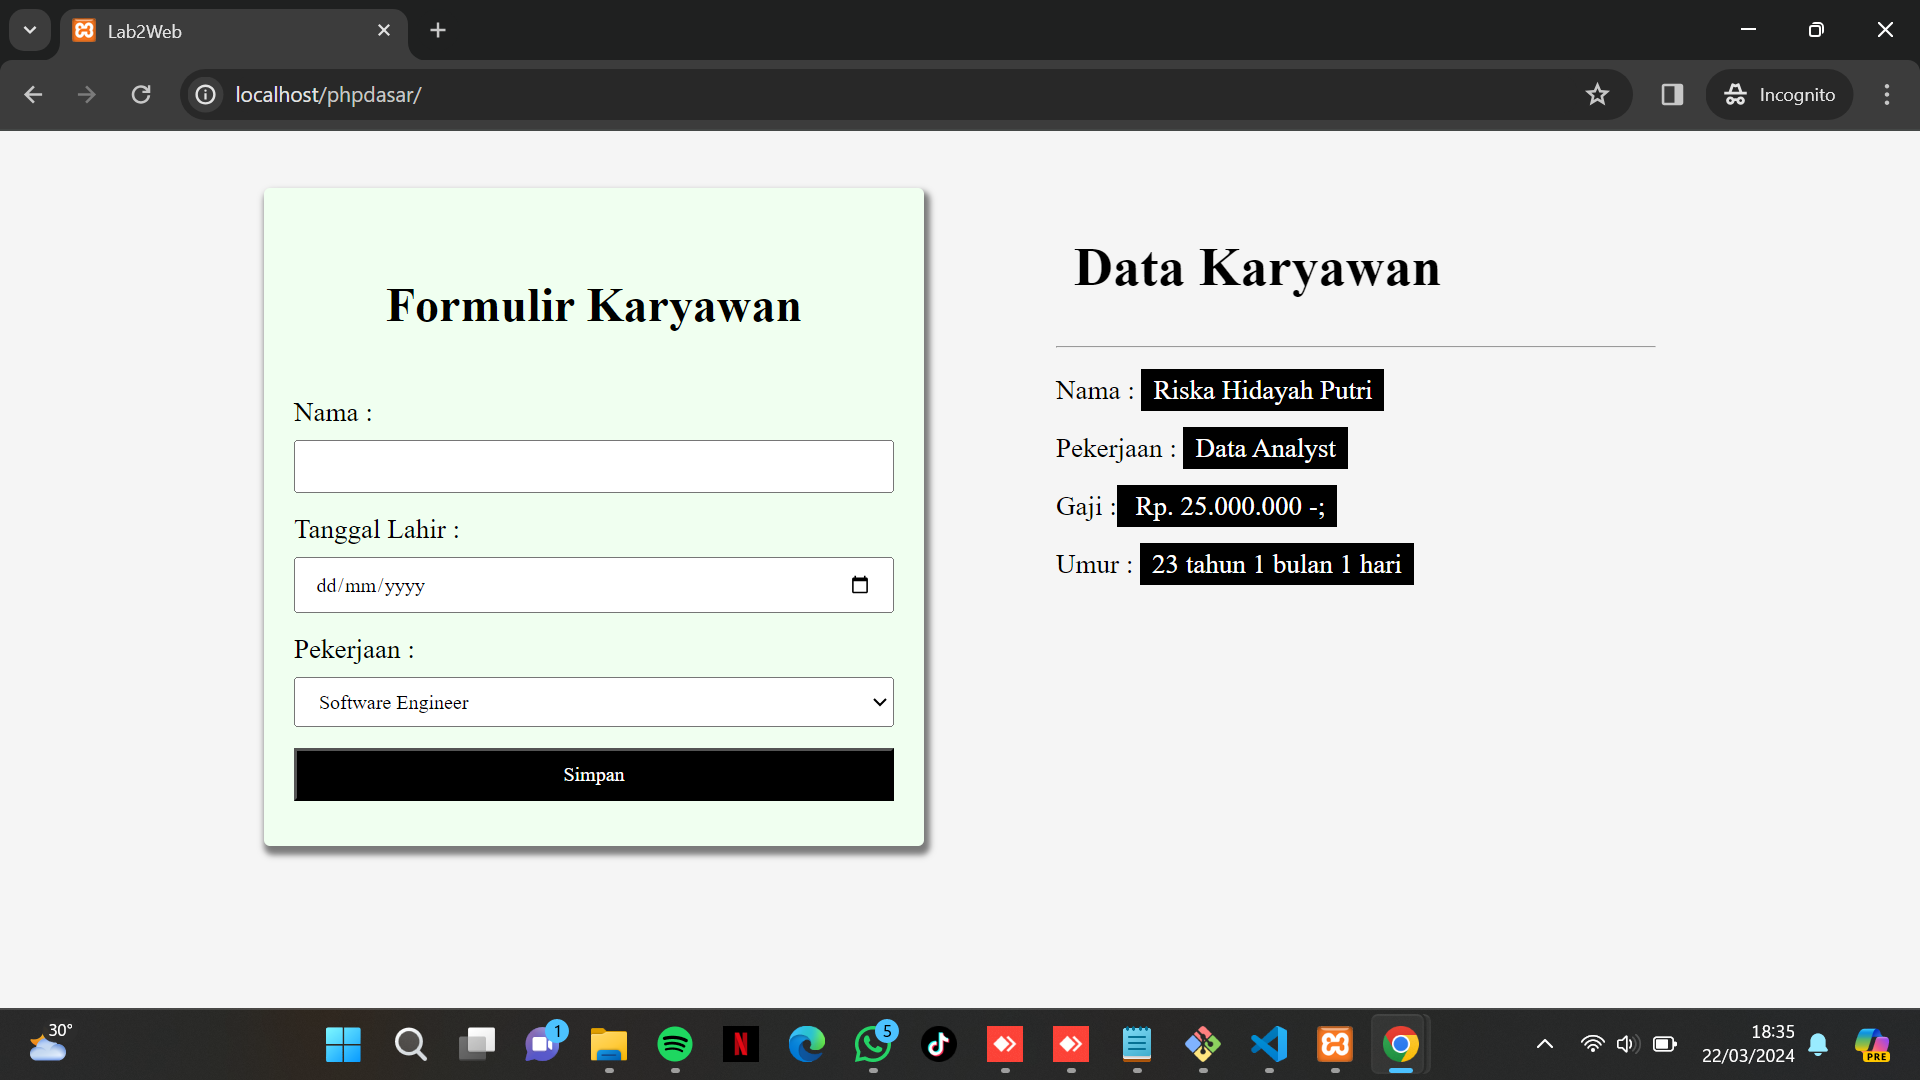 Lab2Web
localhost/phpdasar/
Incognito
Formulir Karyawan
Nama :
Tanggal Lahir :
dd/mm/yyyy
Pekerjaan :
Software Engineer
Simpan
Data Karyawan
Nama : Riska Hidayah Putri
Pekerjaan : Data Analyst
Gaji : Rp. 25.000.000 -;
Umur : 23 tahun 1 bulan 1 hari
30°
1
N
5
18:35
22/03/2024
PRE